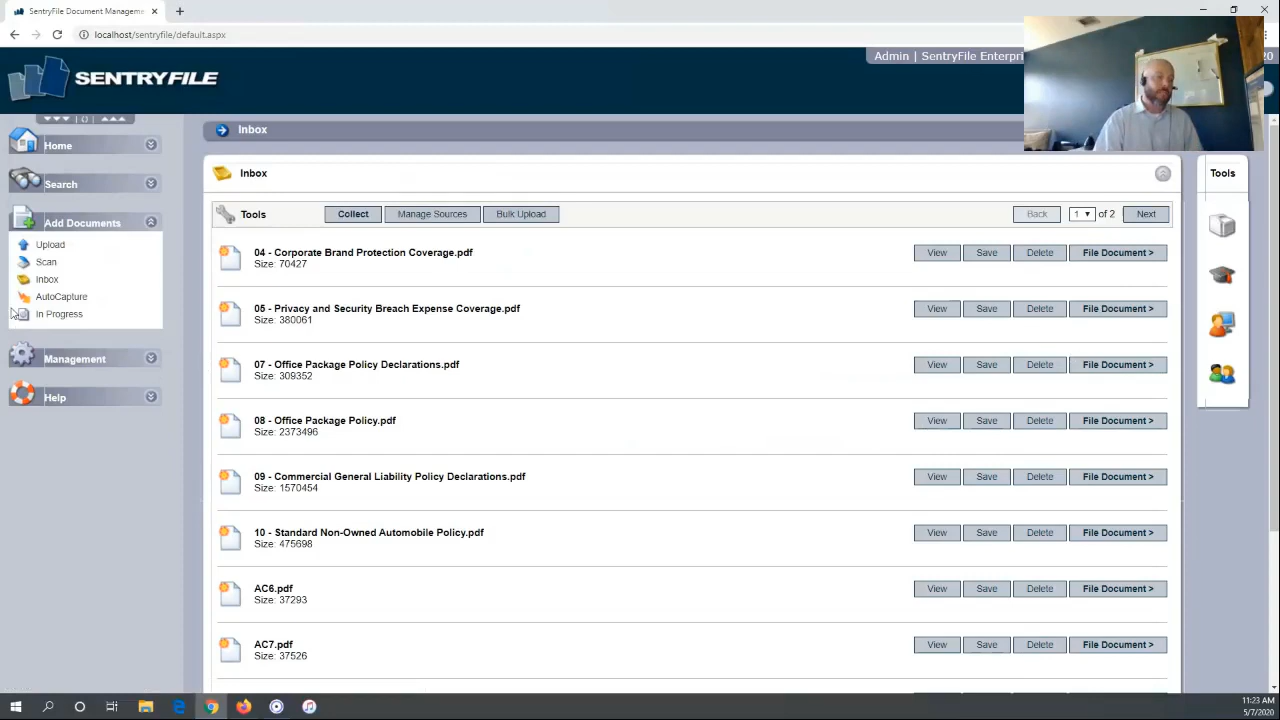 SentryFile Document Manageme
localhost/sentryfile/default.aspx
SENTRYFILE
Admin | SentryFile Enterpri
20
Home
Search
Add Documents
Upload
Scan
Inbox
AutoCapture
In Progress
Management
Help
Inbox
Inbox
Tools
Tools Collect Manage Sources Bulk Upload Back 1 of 2 Next
04 - Corporate Brand Protection Coverage.pdf
Size: 70427
View Save Delete File Document >
05 - Privacy and Security Breach Expense Coverage.pdf
Size: 380061
View Save Delete File Document >
07 - Office Package Policy Declarations.pdf
Size: 309352
View Save Delete File Document >
08 - Office Package Policy.pdf
Size: 2373496
View Save Delete File Document >
09 - Commercial General Liability Policy Declarations.pdf
Size: 1570454
View Save Delete File Document >
10 - Standard Non-Owned Automobile Policy.pdf
Size: 475698
View Save Delete File Document >
AC6.pdf
Size: 37293
View Save Delete File Document >
AC7.pdf
Size: 37526
View Save Delete File Document >
11:23 AM
5/7/2020